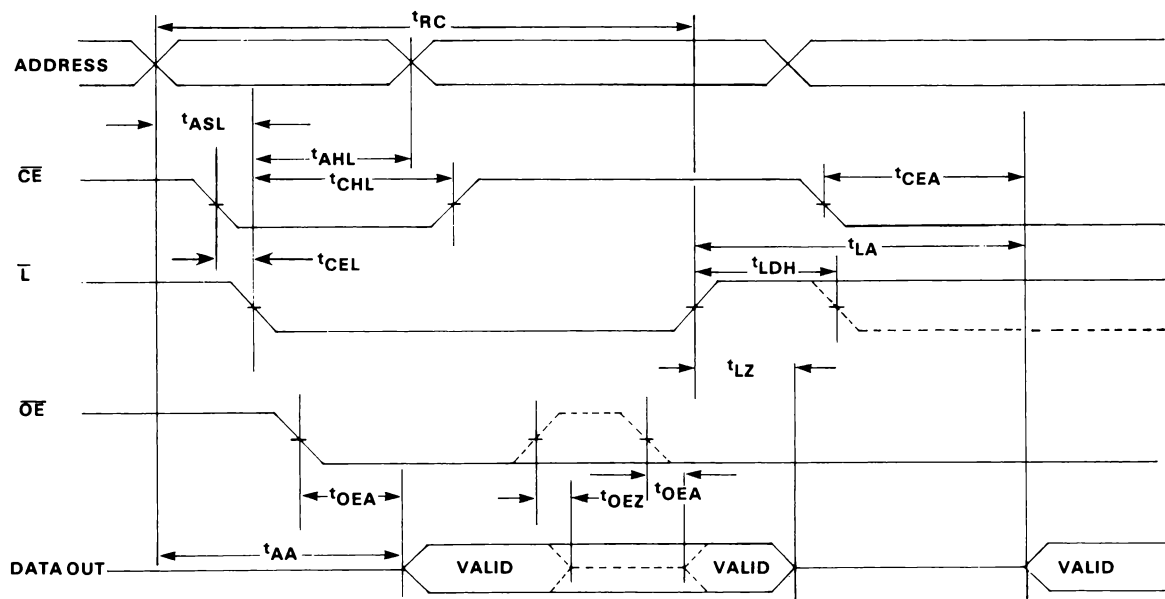 tRC
ADDRESS
tASL
tAHL
CE
tCHL
tCEA
tCEL
tLA
L
tLDH
tLZ
OE
tOEA
tOEZ
tOEA
tAA
DATA OUT
VALID
VALID
VALID